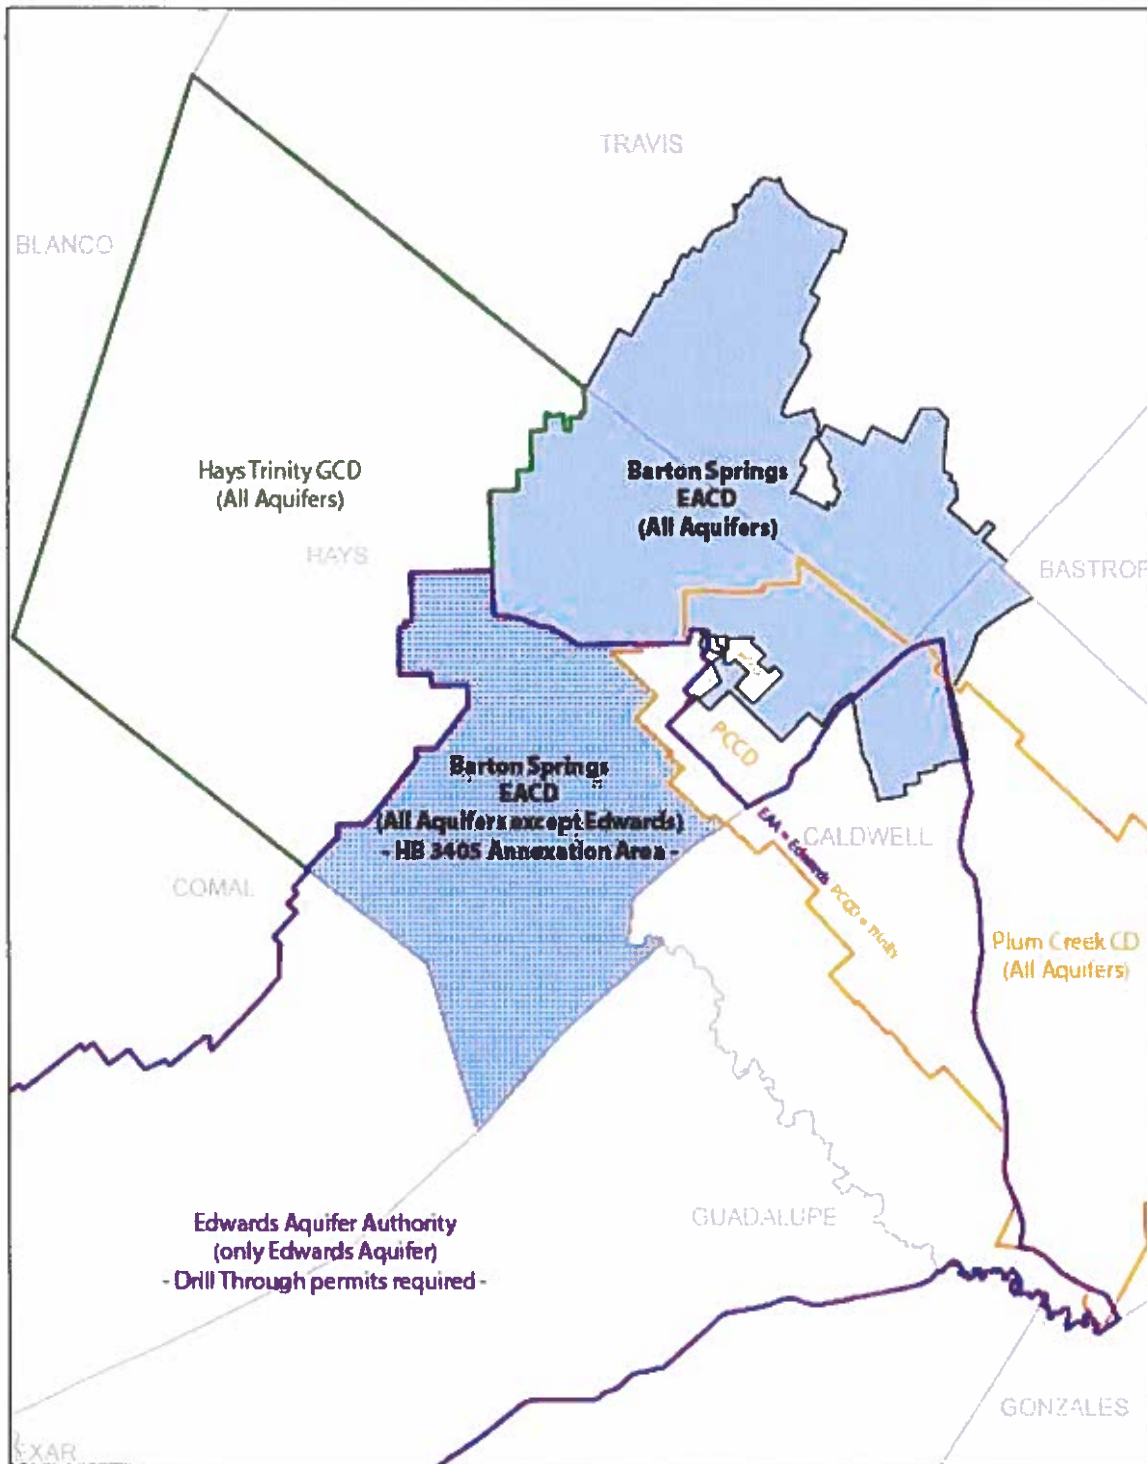 TRAVIS
BLANCO
Hays Trinity GCD
(All Aquifers)
Barton Springs
EACD
(All Aquifers)
HAYS
BASTROP
PCCD
Barton Springs
EACD
(All Aquifers except Edwards)
- HB 3405 Annexation Area -
EAA = Edwards PCCD = Trinity
CALDWELL
COMAL
Plum Creek CD
(All Aquifers)
GUADALUPE
Edwards Aquifer Authority
(only Edwards Aquifer)
- Drill Through permits required -
GONZALES
EXAR